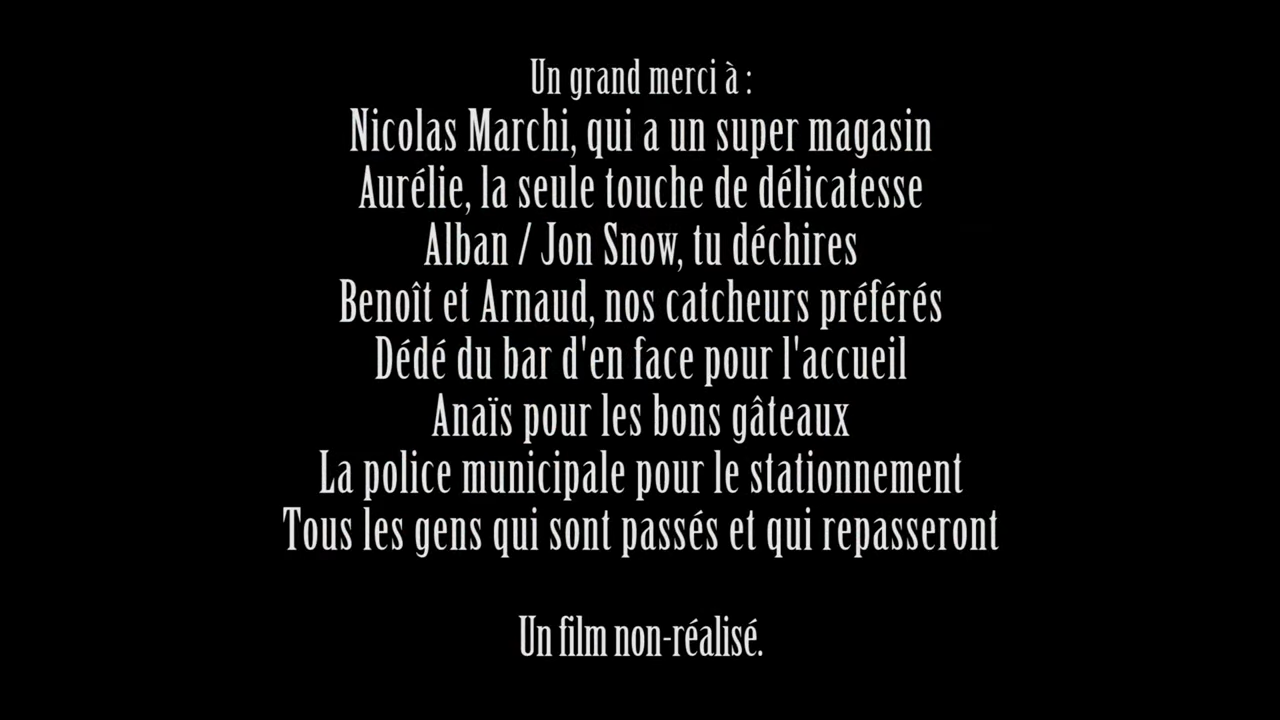 Un grand merci à :
Nicolas Marchi, qui a un super magasin
Aurélie, la seule touche de délicatesse
Alban / Jon Snow, tu déchires
Benoît et Arnaud, nos catcheurs préférés
Dédé du bar d'en face pour l'accueil
Anaïs pour les bons gâteaux
La police municipale pour le stationnement
Tous les gens qui sont passés et qui repasseront
Un film non-réalisé.